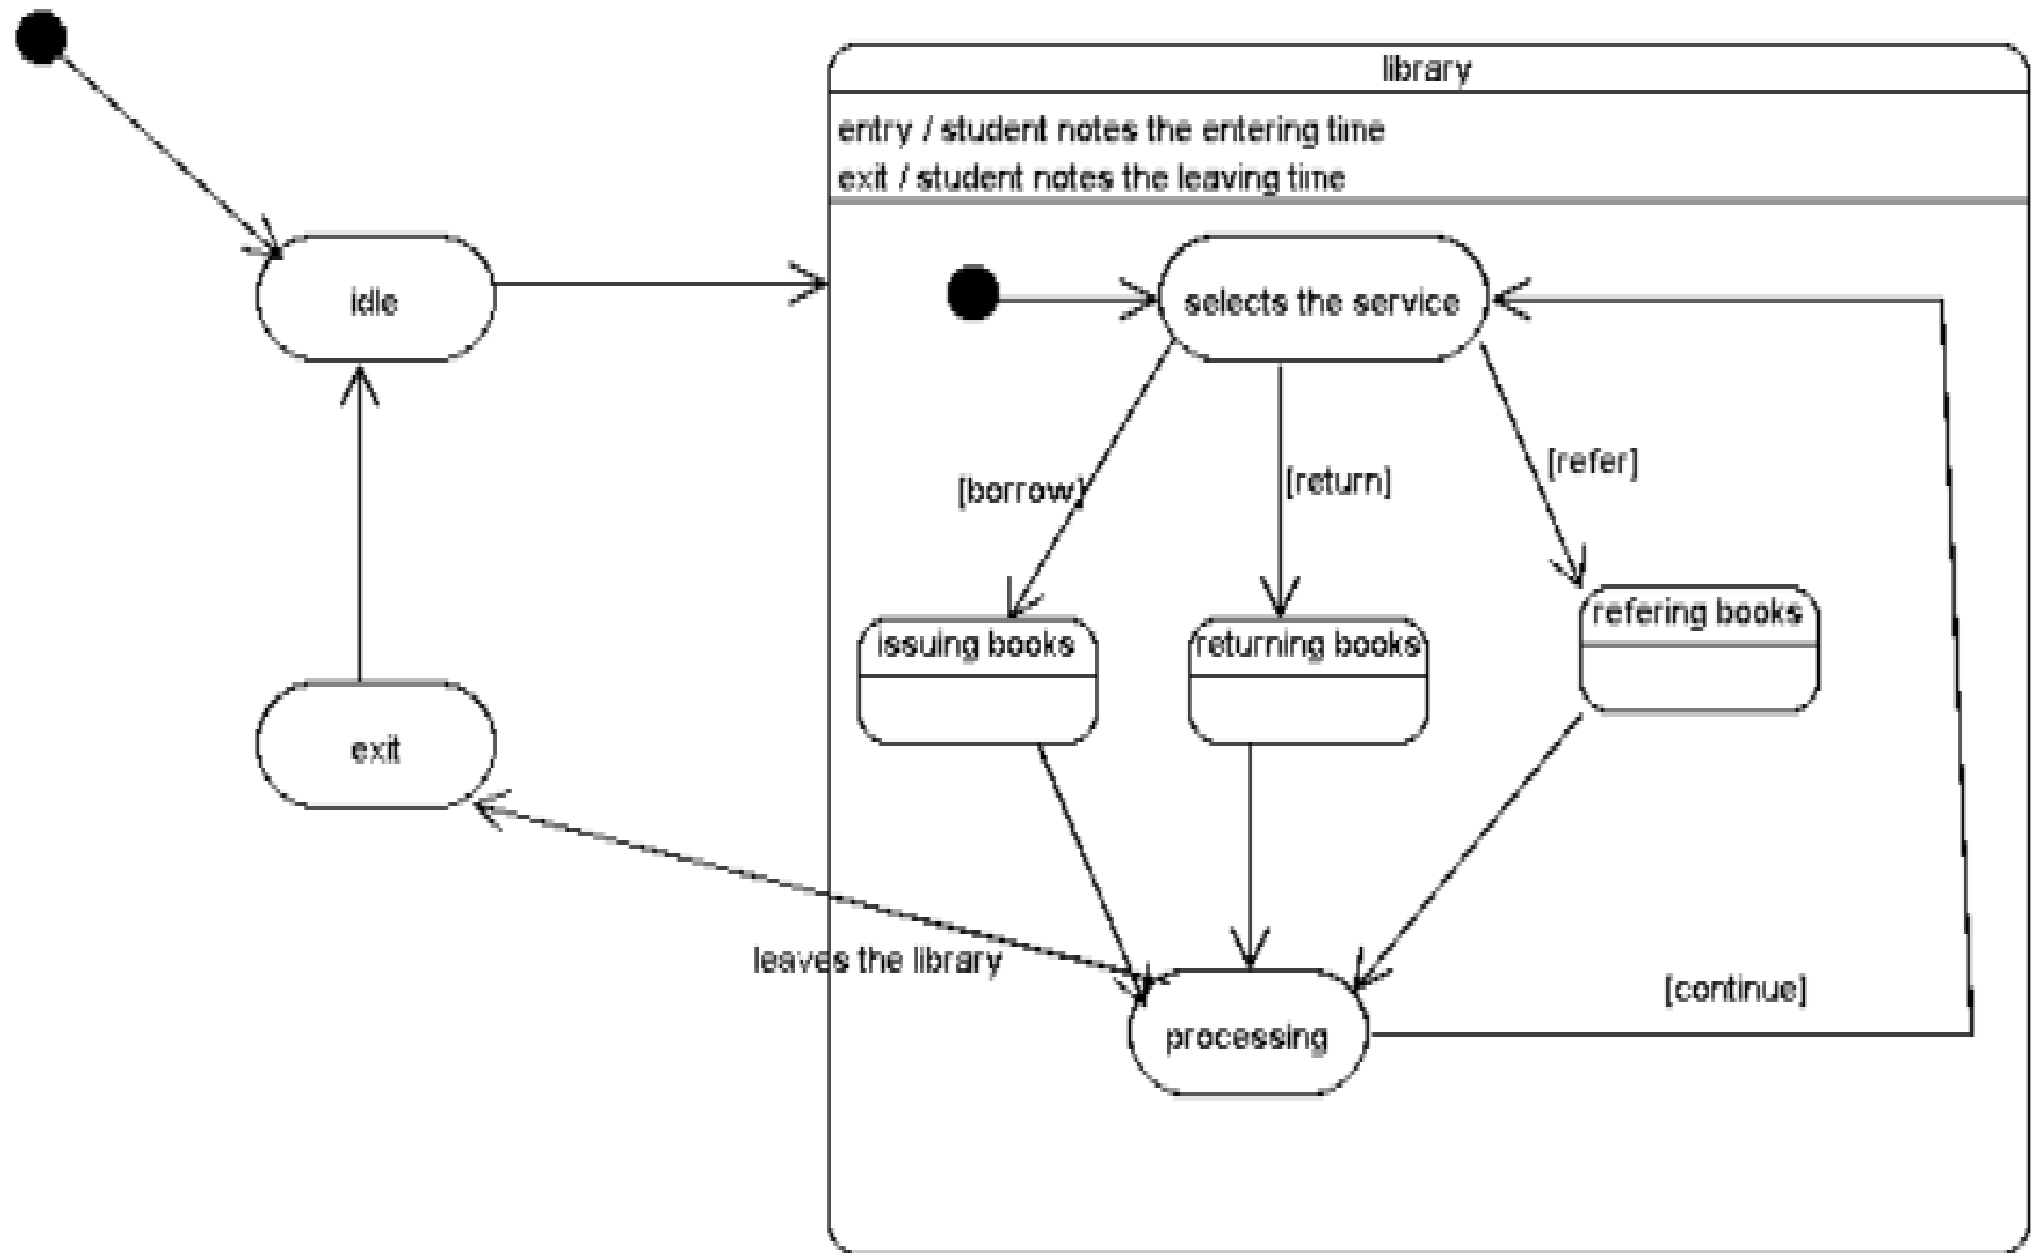 library
entry / student notes the entering time
exit / student notes the leaving time
idle
selects the service
[borrow]
[return]
[refer]
issuing books
returning books
refering books
exit
leaves the library
[continue]
processing